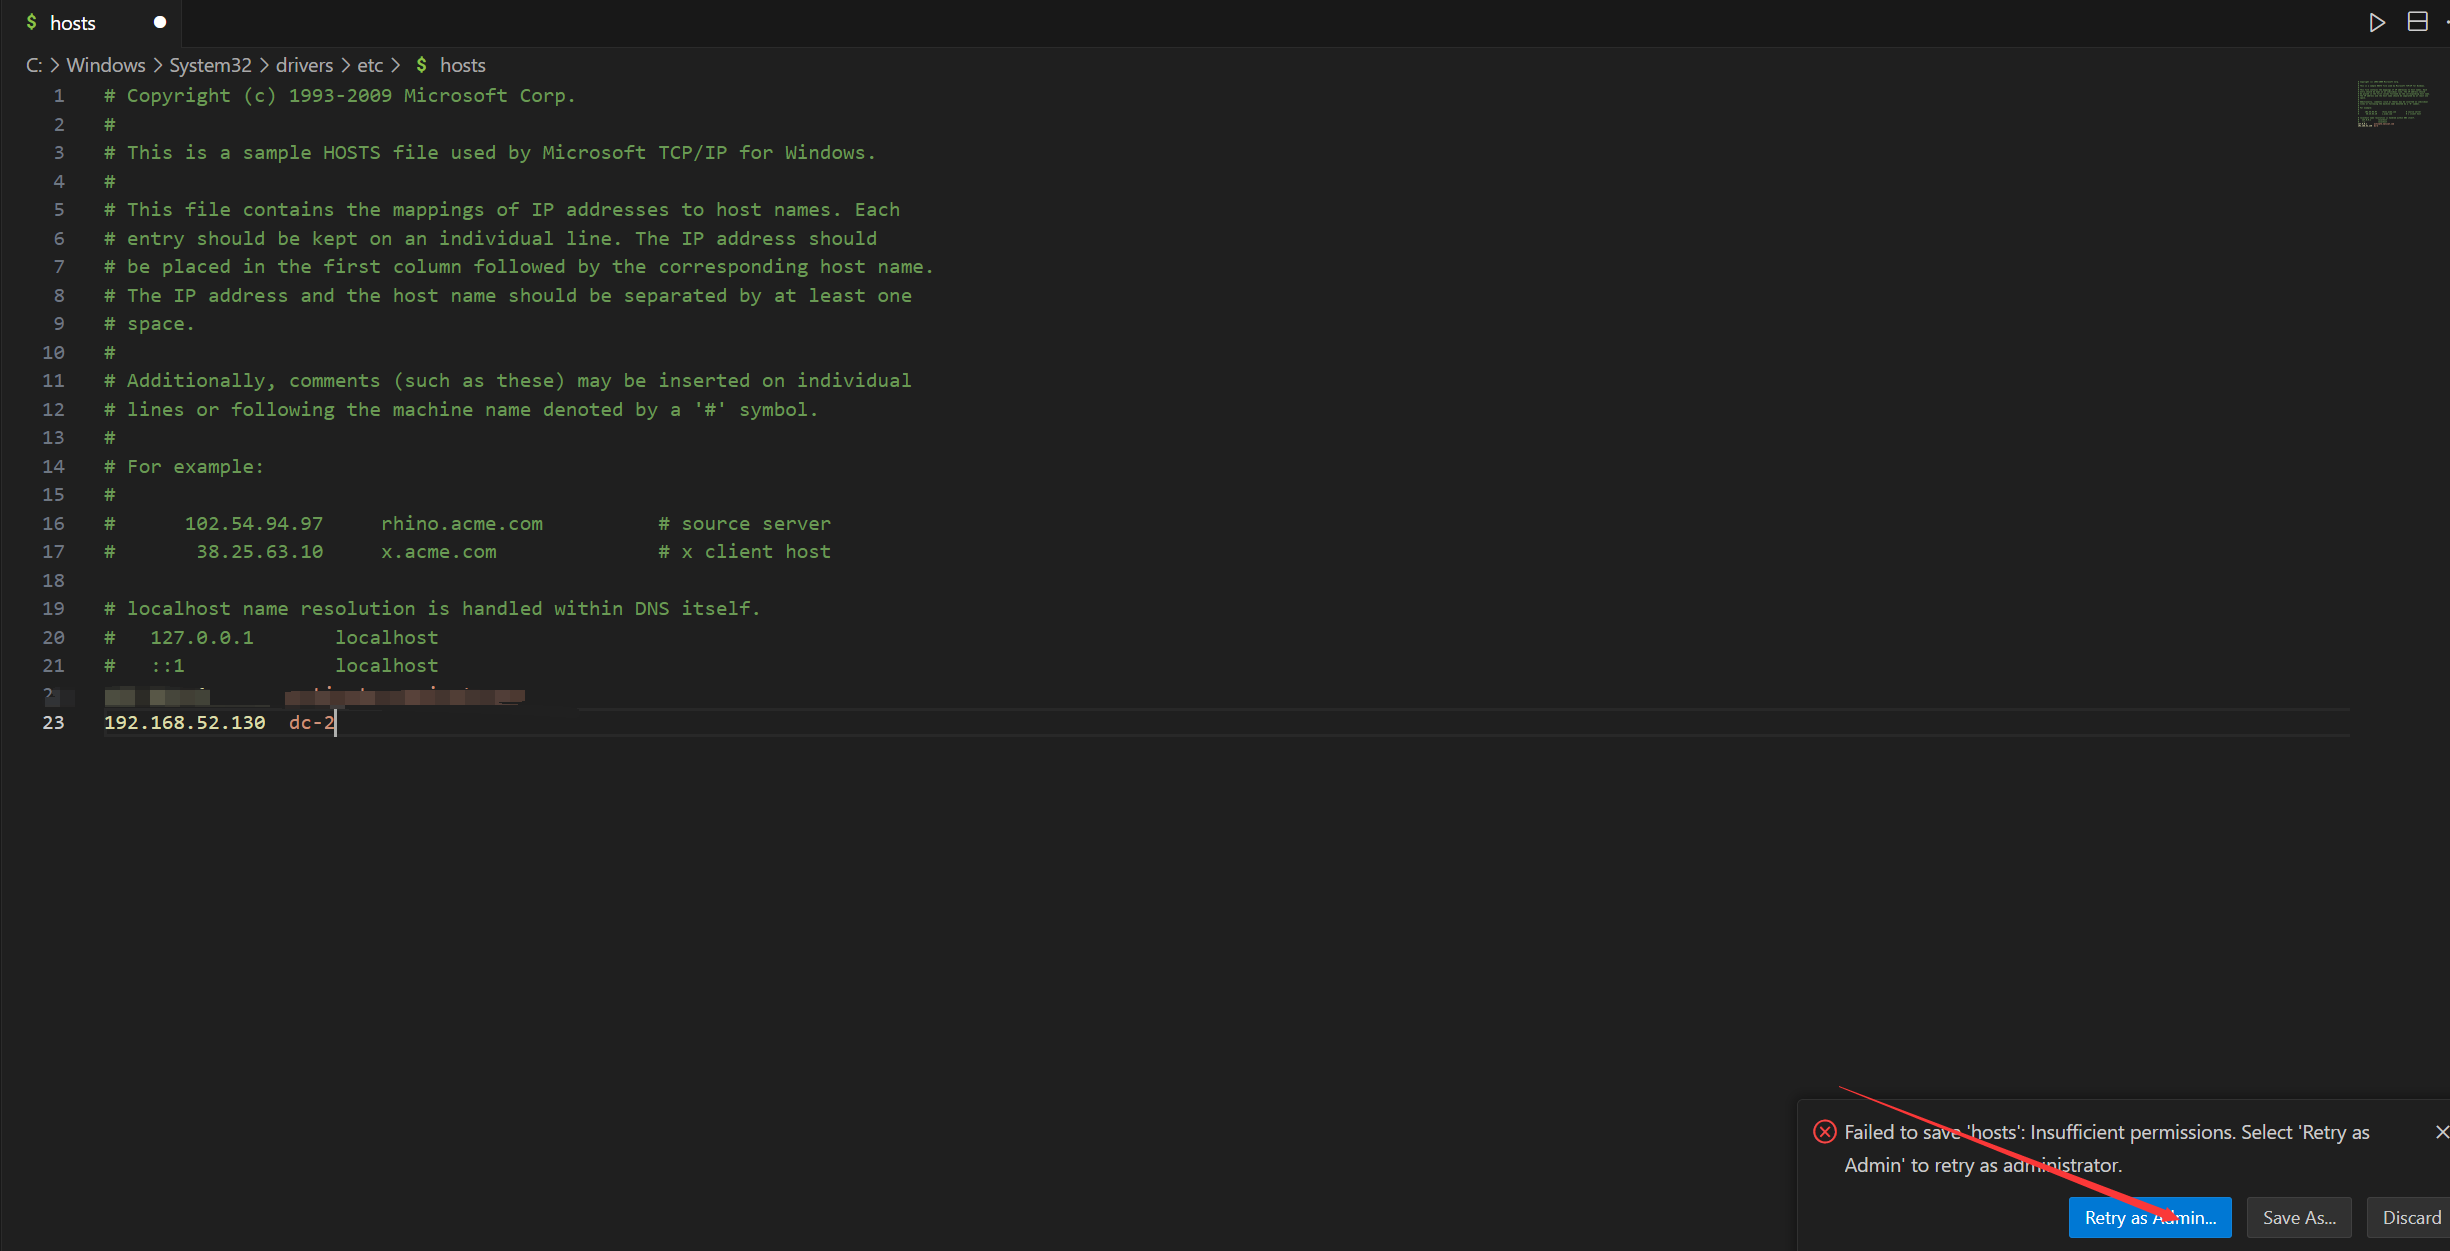 $ hosts
C: > Windows > System32 > drivers > etc > $ hosts
1 # Copyright (c) 1993-2009 Microsoft Corp.
2 #
3 # This is a sample HOSTS file used by Microsoft TCP/IP for Windows.
4 #
5 # This file contains the mappings of IP addresses to host names. Each
6 # entry should be kept on an individual line. The IP address should
7 # be placed in the first column followed by the corresponding host name.
8 # The IP address and the host name should be separated by at least one
9 # space.
10 #
11 # Additionally, comments (such as these) may be inserted on individual
12 # lines or following the machine name denoted by a '#' symbol.
13 #
14 # For example:
15 #
16 #      102.54.94.97     rhino.acme.com          # source server
17 #       38.25.63.10     x.acme.com              # x client host
18
19 # localhost name resolution is handled within DNS itself.
20 #   127.0.0.1       localhost
21 #   ::1             localhost
23 192.168.52.130  dc-2
Failed to save 'hosts': Insufficient permissions. Select 'Retry as
Admin' to retry as administrator.
Retry as Admin... Save As... Discard